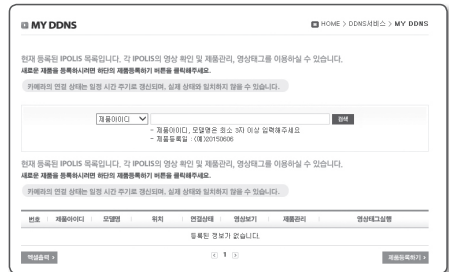 MY DDNS
HOME > DDNS서비스 > MY DDNS
현재 등록된 IPOLIS 목록입니다. 각 IPOLIS의 영상 확인 및 제품관리, 영상태그를 이용하실 수 있습니다.
새로운 제품을 등록하시려면 하단의 제품등록하기 버튼을 클릭해주세요.
카메라의 연결 상태는 일정 시간 주기로 갱신되며, 실제 상태와 일치하지 않을 수 있습니다.
제품아이디 검색
- 제품아이디, 모델명은 최소 3자 이상 입력해주세요
- 제품등록일 : (예)20150606
현재 등록된 IPOLIS 목록입니다. 각 IPOLIS의 영상 확인 및 제품관리, 영상태그를 이용하실 수 있습니다.
새로운 제품을 등록하시려면 하단의 제품등록하기 버튼을 클릭해주세요.
카메라의 연결 상태는 일정 시간 주기로 갱신되며, 실제 상태와 일치하지 않을 수 있습니다.
번호 제품아이디 모델명 위치 연결상태 영상보기 제품관리 영상태그실행
등록된 정보가 없습니다.
엑셀출력 > < 1 > 제품등록하기 >